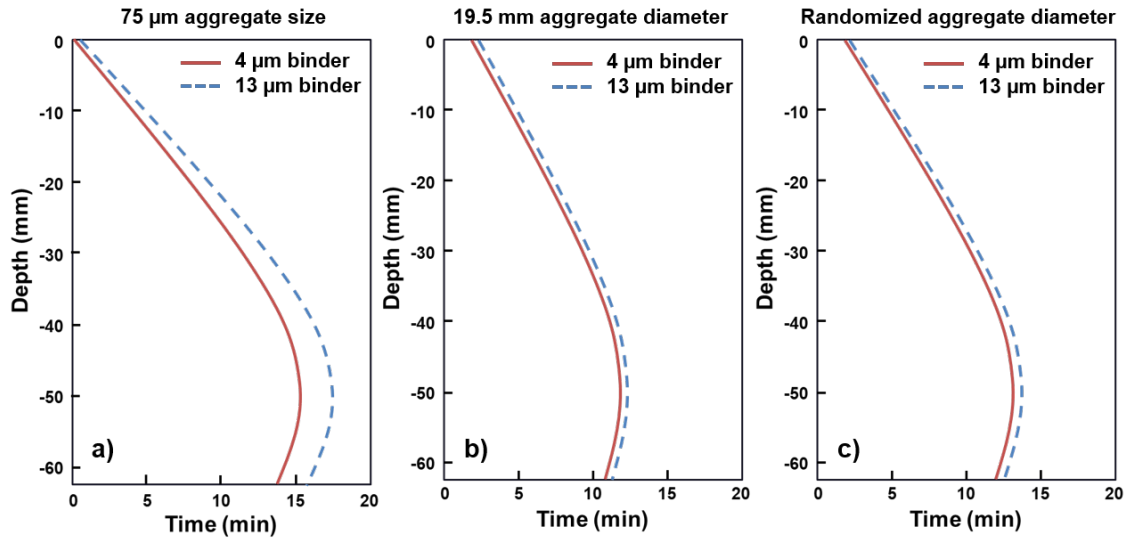 75 µm aggregate size
4 µm binder
13 µm binder
0
-10
-20
-30
-40
-50
-60
Depth (mm)
a)
0
5
10
15
20
Time (min)
19.5 mm aggregate diameter
4 µm binder
13 µm binder
0
-10
-20
-30
-40
-50
-60
Depth (mm)
b)
0
5
10
15
20
Time (min)
Randomized aggregate diameter
4 µm binder
13 µm binder
0
-10
-20
-30
-40
-50
-60
Depth (mm)
c)
0
5
10
15
20
Time (min)